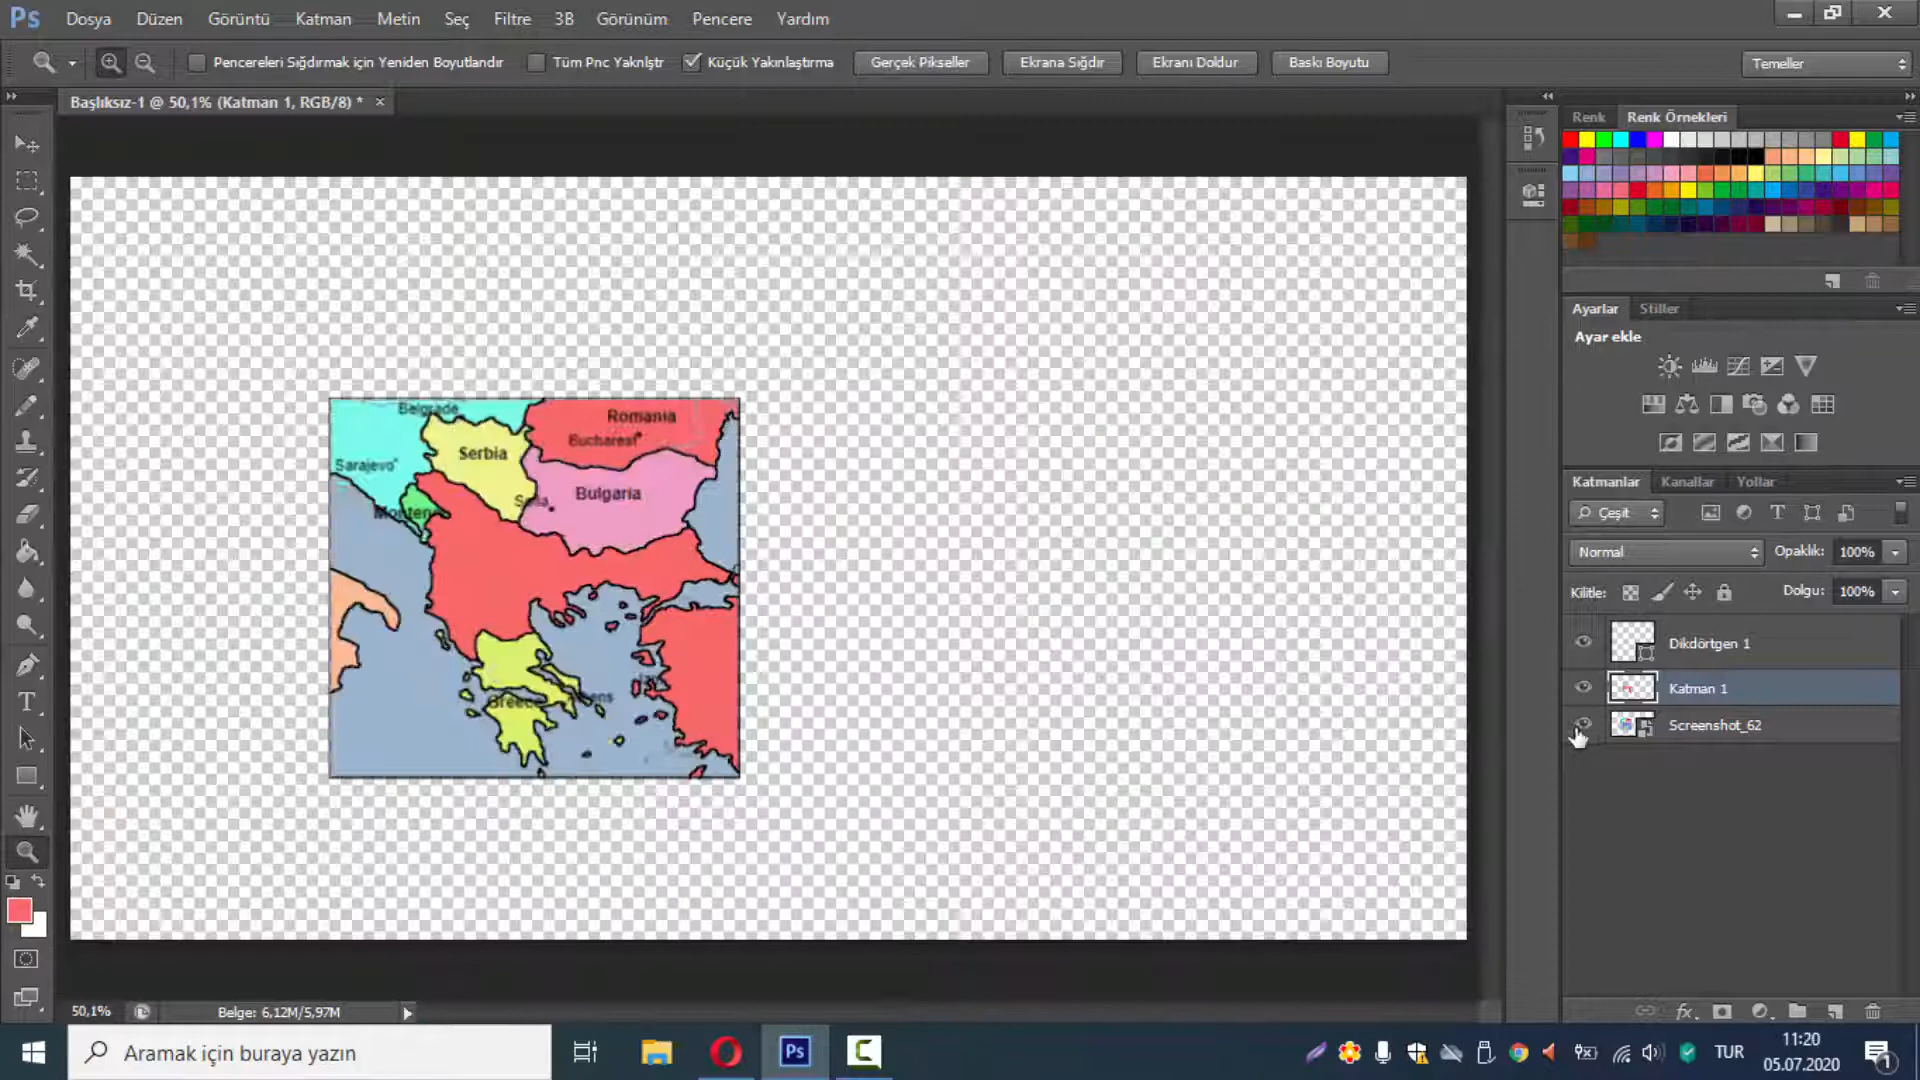 Ps Dosya Düzen Görüntü Katman Metin Seç Filtre 3B Görünüm Pencere Yardım
Pencereleri Sığdırmak için Yeniden Boyutlandır Tüm Pnc Yaknlştr Küçük Yakınlaştırma Gerçek Pikseller Ekrana Sığdır Ekranı Doldur Baskı Boyutu Temeller
Başlıksız-1 @ 50,1% (Katman 1, RGB/8) * ×
Renk Renk Örnekleri
Ayarlar Stiller
Ayar ekle
Belgrade Romania
Bucharest
Serbia
Sarajevo
Bulgaria
Katmanlar Kanallar Yollar
Çeşit
Normal Opaklık: 100%
Kilitle: Dolgu: 100%
Dikdörtgen 1
Katman 1
Screenshot_62
50,1% Belge: 6,12M/5,97M
fx
Aramak için buraya yazın
Ps
TUR
11:20
05.07.2020
1